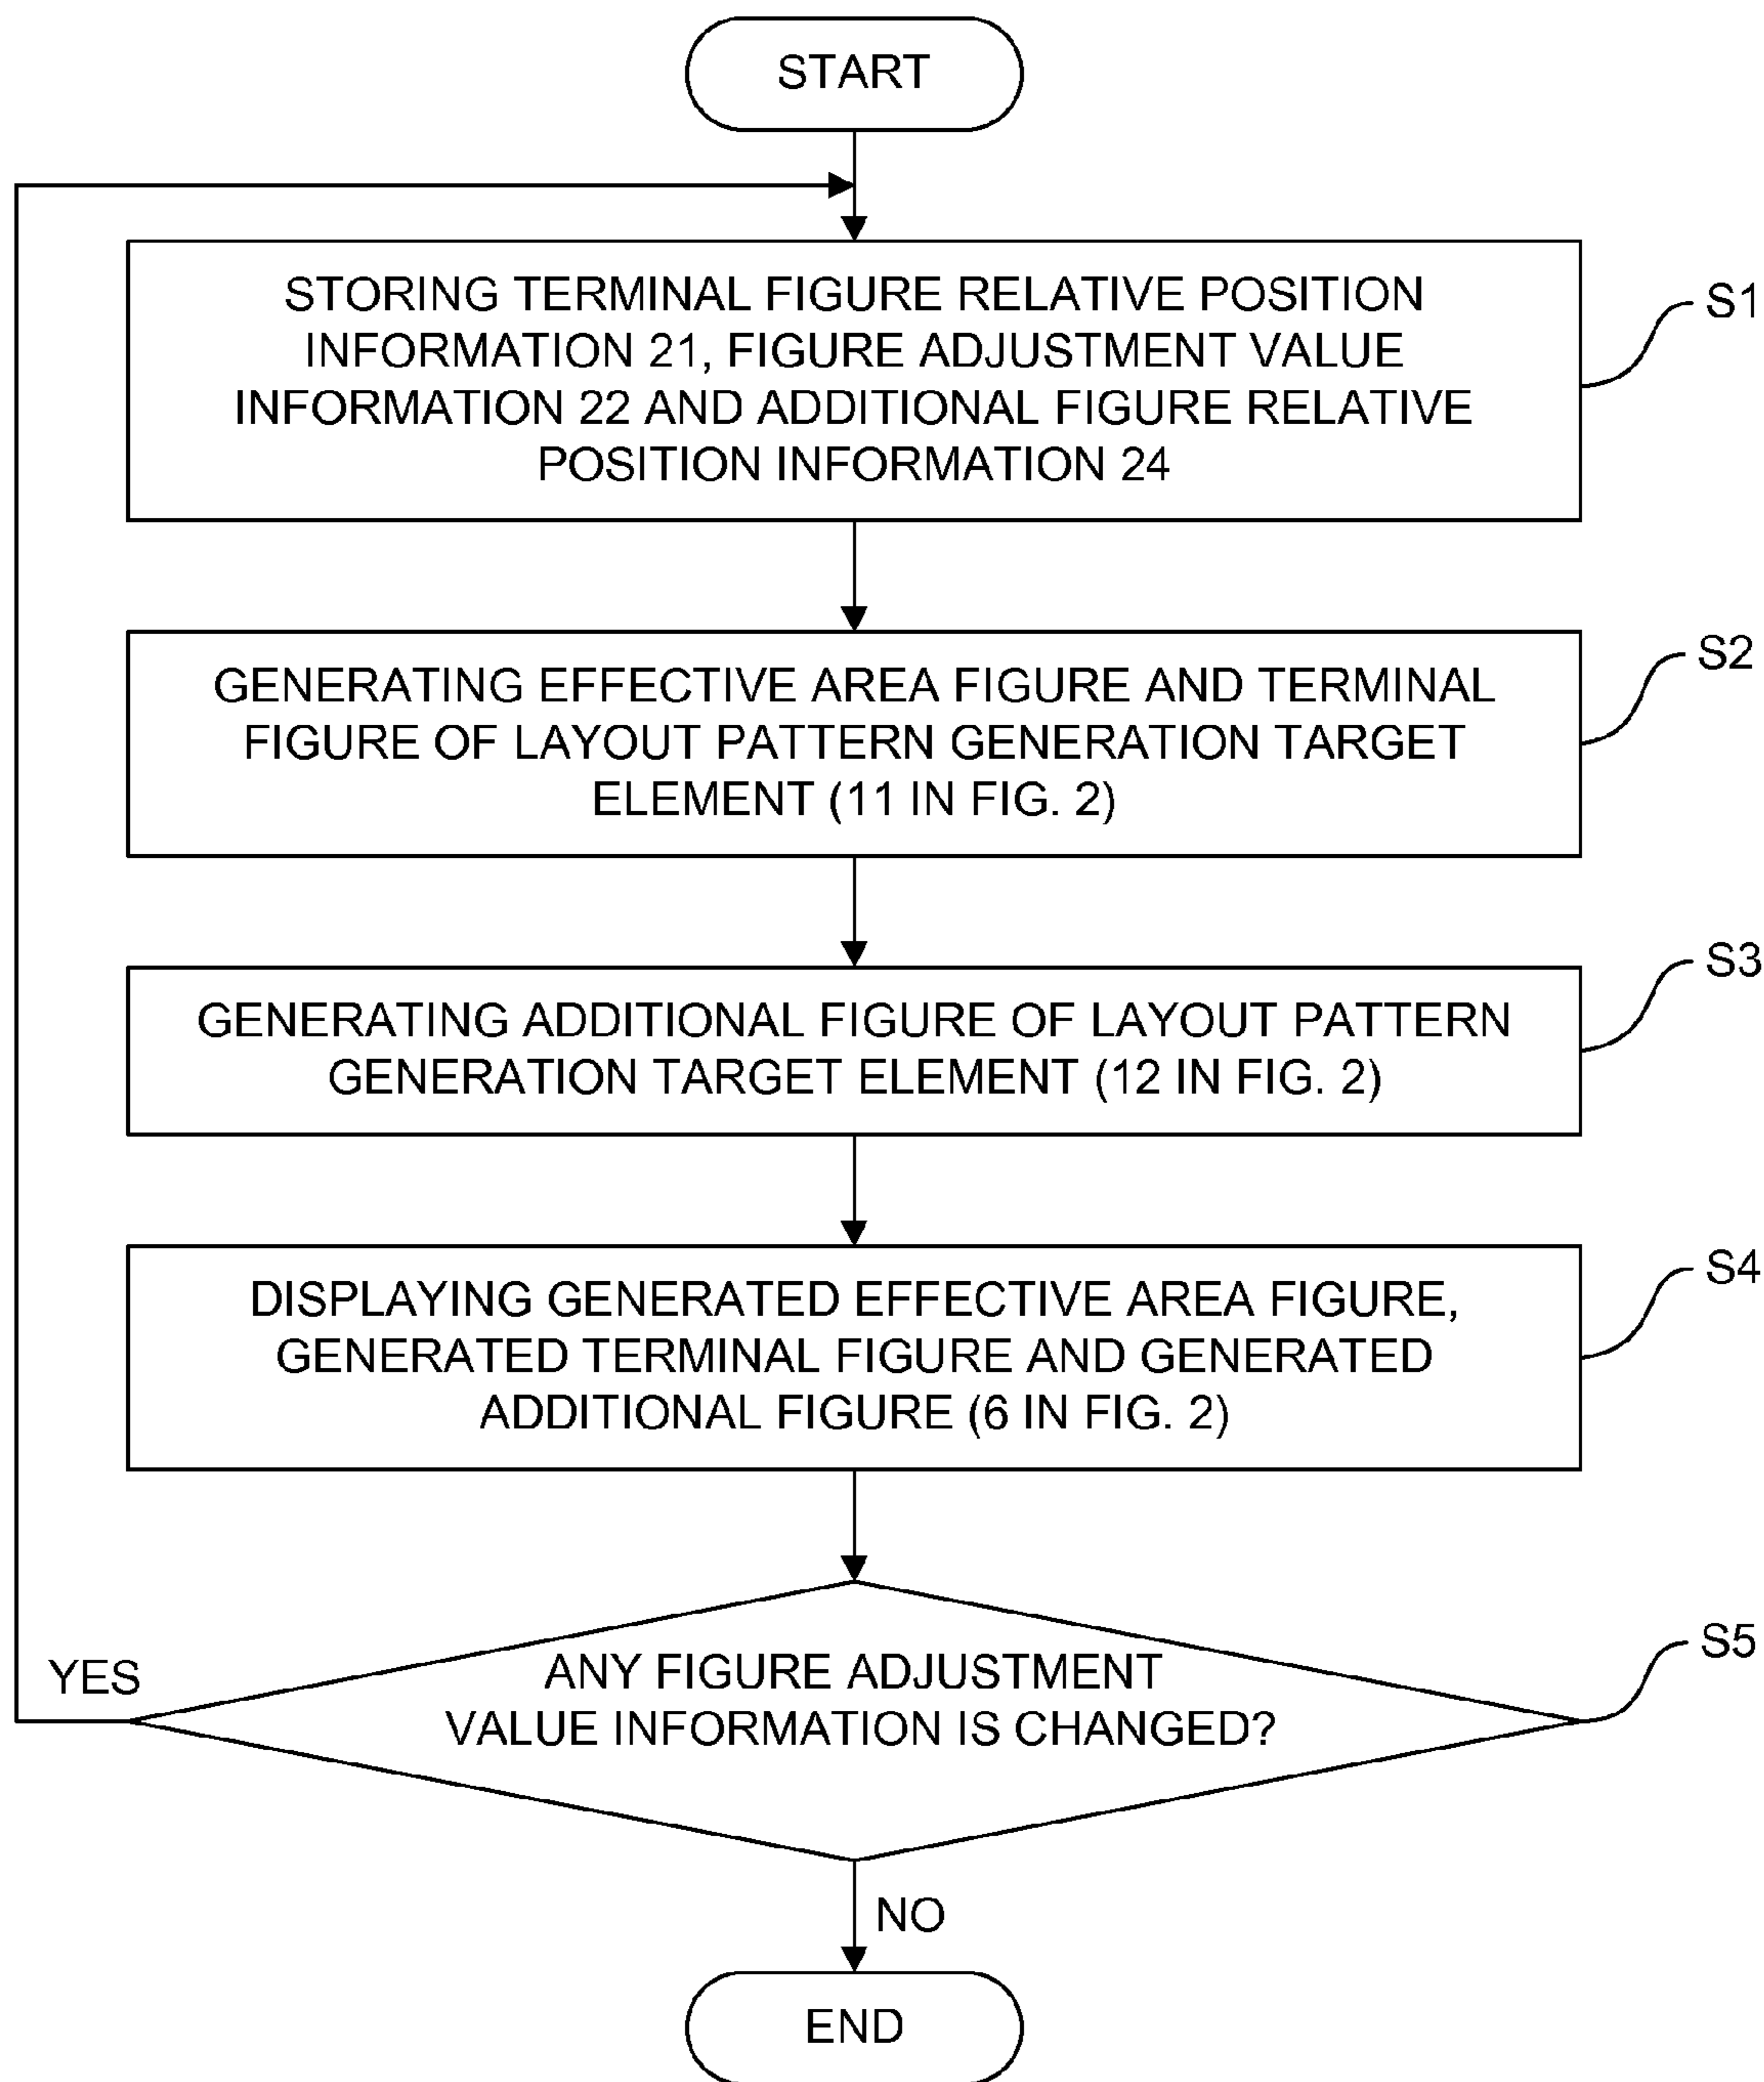 START
STORING TERMINAL FIGURE RELATIVE POSITION
INFORMATION 21, FIGURE ADJUSTMENT VALUE
INFORMATION 22 AND ADDITIONAL FIGURE RELATIVE
POSITION INFORMATION 24
S1
GENERATING EFFECTIVE AREA FIGURE AND TERMINAL
FIGURE OF LAYOUT PATTERN GENERATION TARGET
ELEMENT (11 IN FIG. 2)
S2
GENERATING ADDITIONAL FIGURE OF LAYOUT PATTERN
GENERATION TARGET ELEMENT (12 IN FIG. 2)
S3
DISPLAYING GENERATED EFFECTIVE AREA FIGURE,
GENERATED TERMINAL FIGURE AND GENERATED
ADDITIONAL FIGURE (6 IN FIG. 2)
S4
ANY FIGURE ADJUSTMENT
VALUE INFORMATION IS CHANGED?
S5
YES
NO
END